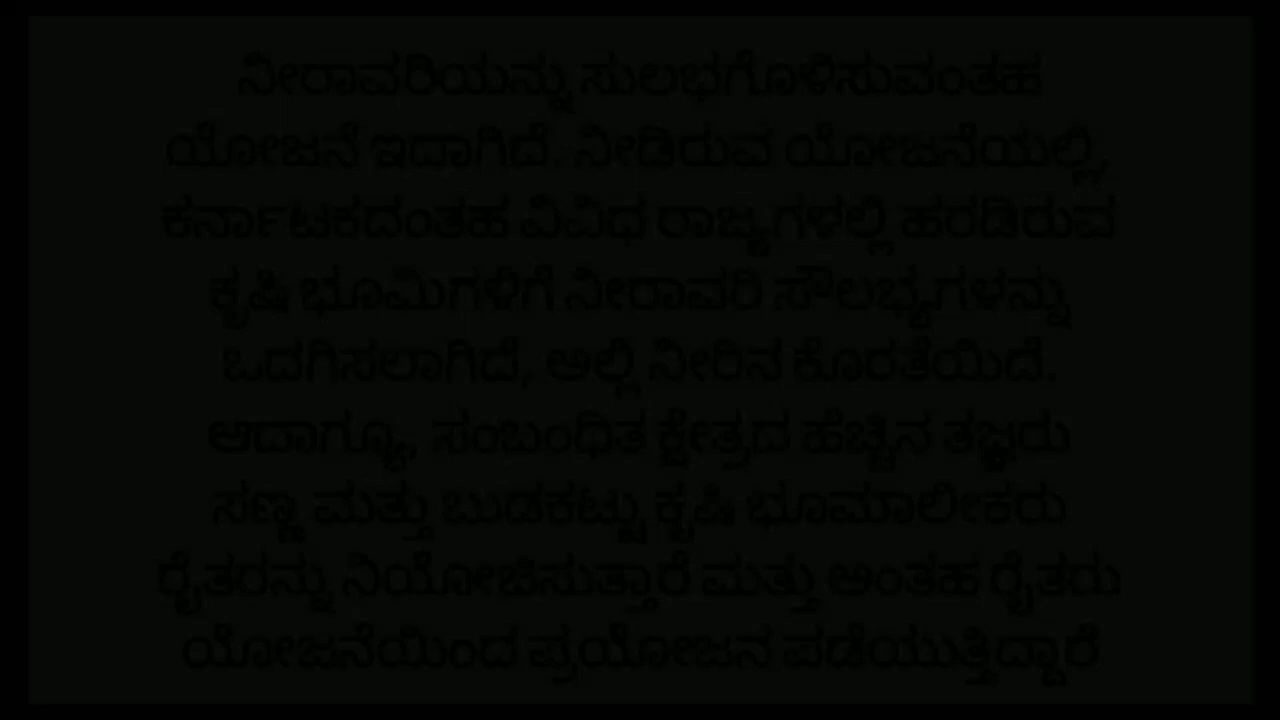 ನೀರಾವರಿಯನ್ನು ಸುಲಭಗೊಳಿಸುವಂತಹ
ಯೋಜನೆ ಇದಾಗಿದೆ. ನೀಡಿರುವ ಯೋಜನೆಯಲ್ಲಿ,
ಕರ್ನಾಟಕದಂತಹ ವಿವಿಧ ರಾಜ್ಯಗಳಲ್ಲಿ ಹರಡಿರುವ
ಕೃಷಿ ಭೂಮಿಗಳಿಗೆ ನೀರಾವರಿ ಸೌಲಭ್ಯಗಳನ್ನು
ಒದಗಿಸಲಾಗಿದೆ, ಅಲ್ಲಿ ನೀರಿನ ಕೊರತೆಯಿದೆ.
ಆದಾಗ್ಯೂ, ಸಂಬಂಧಿತ ಕ್ಷೇತ್ರದ ಹೆಚ್ಚಿನ ತಜ್ಞರು
ಸಣ್ಣ ಮತ್ತು ಬುಡಕಟ್ಟು ಕೃಷಿ ಭೂಮಾಲೀಕರು
ರೈತರನ್ನು ನಿಯೋಜಿಸುತ್ತಾರೆ ಮತ್ತು ಅಂತಹ ರೈತರು
ಯೋಜನೆಯಿಂದ ಪ್ರಯೋಜನ ಪಡೆಯುತ್ತಿದ್ದಾರೆ